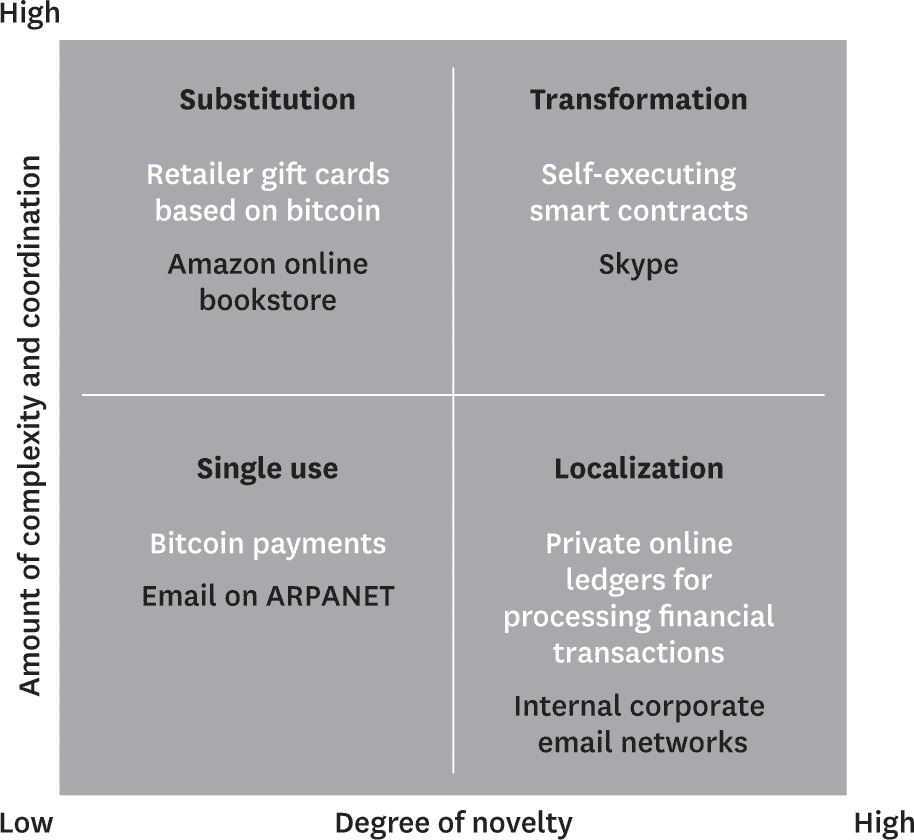 High
Amount of complexity and coordination
Substitution
Retailer gift cards
based on bitcoin
Amazon online
bookstore
Transformation
Self-executing
smart contracts
Skype
Single use
Bitcoin payments
Email on ARPANET
Localization
Private online
ledgers for
processing financial
transactions
Internal corporate
email networks
Low
Degree of novelty
High